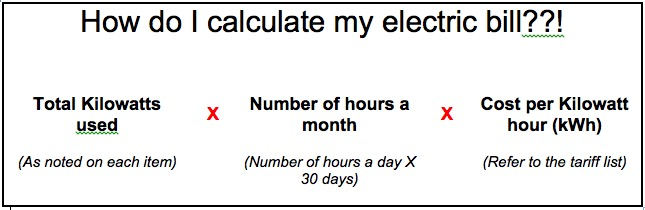 How do I calculate my electric bill??!
Total Kilowatts used X Number of hours a month X Cost per Kilowatt hour (kWh)
(As noted on each item) (Number of hours a day X 30 days) (Refer to the tariff list)